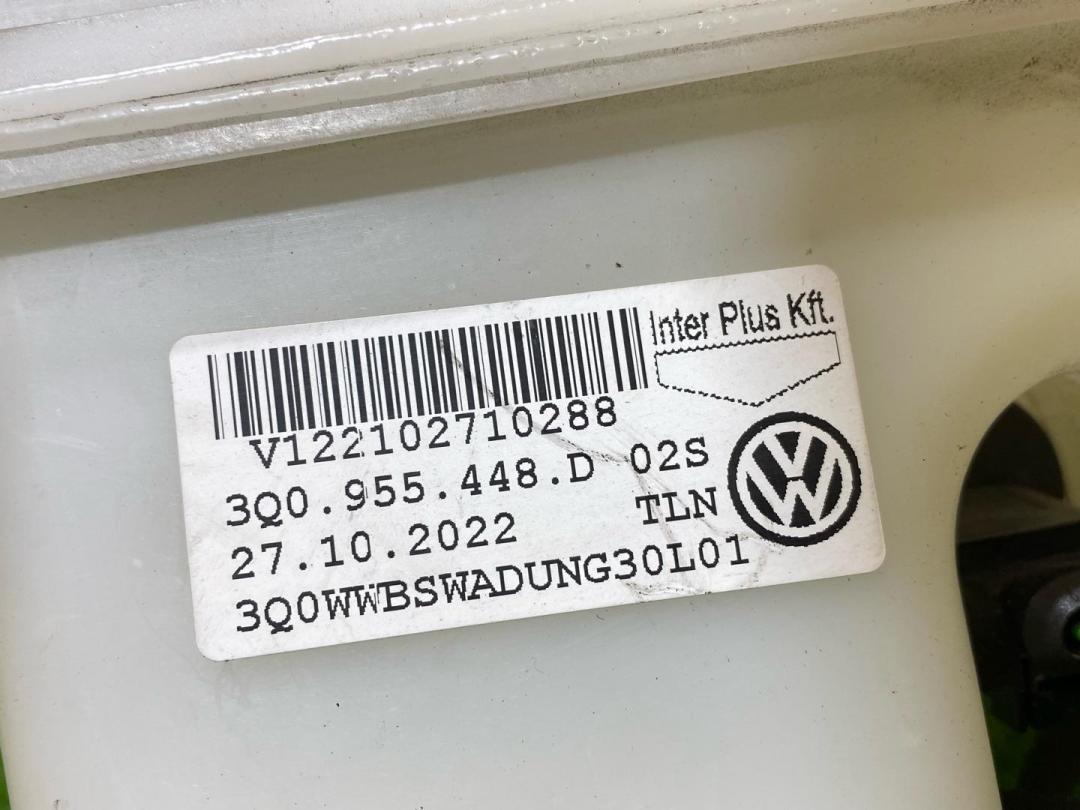 Inter Plus Kft.
V122102710288
3Q0.955.448.D 02S
27.10.2022 TLN
3Q0WWBSWADUNG30L01